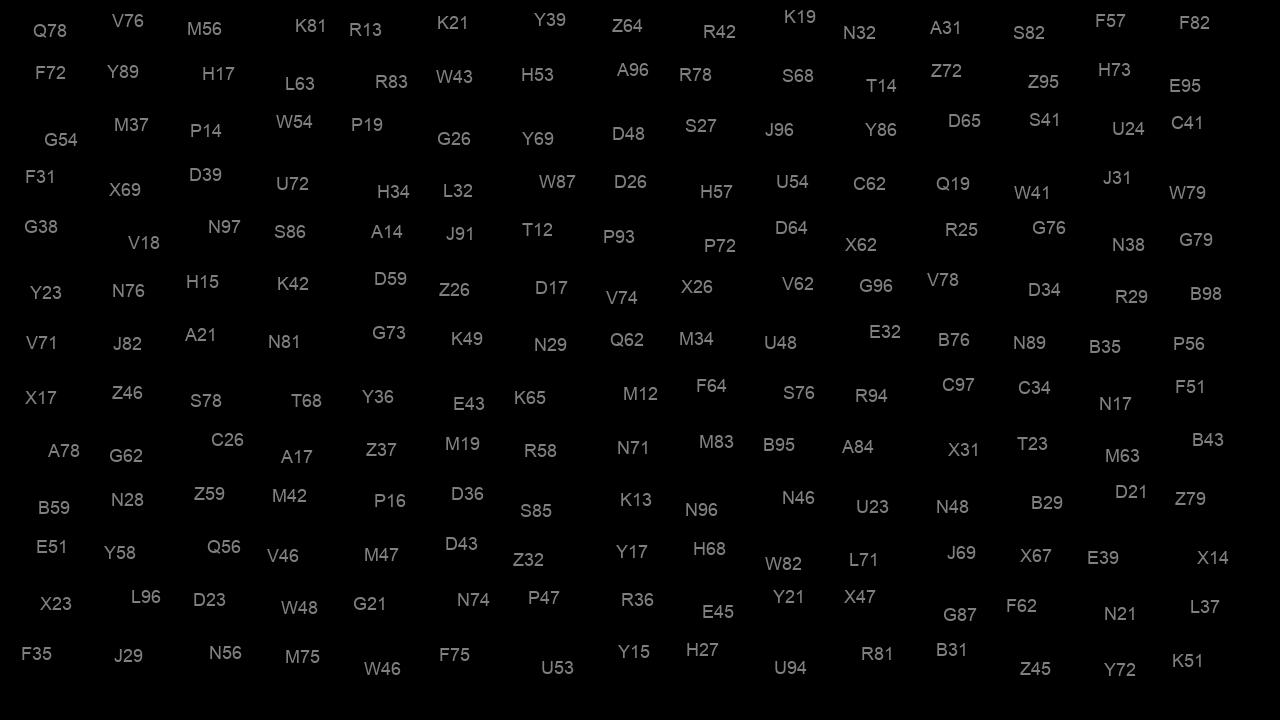 Q78 V76 M56 K81 R13 K21 Y39 Z64 R42 K19 N32 A31 S82 F57 F82
F72 Y89 H17 L63 R83 W43 H53 A96 R78 S68 T14 Z72 Z95 H73 E95
G54 M37 P14 W54 P19 G26 Y69 D48 S27 J96 Y86 D65 S41 U24 C41
F31 X69 D39 U72 H34 L32 W87 D26 H57 U54 C62 Q19 W41 J31 W79
G38 V18 N97 S86 A14 J91 T12 P93 P72 D64 X62 R25 G76 N38 G79
Y23 N76 H15 K42 D59 Z26 D17 V74 X26 V62 G96 V78 D34 R29 B98
V71 J82 A21 N81 G73 K49 N29 Q62 M34 U48 E32 B76 N89 B35 P56
X17 Z46 S78 T68 Y36 E43 K65 M12 F64 S76 R94 C97 C34 N17 F51
A78 G62 C26 A17 Z37 M19 R58 N71 M83 B95 A84 X31 T23 M63 B43
B59 N28 Z59 M42 P16 D36 S85 K13 N96 N46 U23 N48 B29 D21 Z79
E51 Y58 Q56 V46 M47 D43 Z32 Y17 H68 W82 L71 J69 X67 E39 X14
X23 L96 D23 W48 G21 N74 P47 R36 E45 Y21 X47 G87 F62 N21 L37
F35 J29 N56 M75 W46 F75 U53 Y15 H27 U94 R81 B31 Z45 Y72 K51